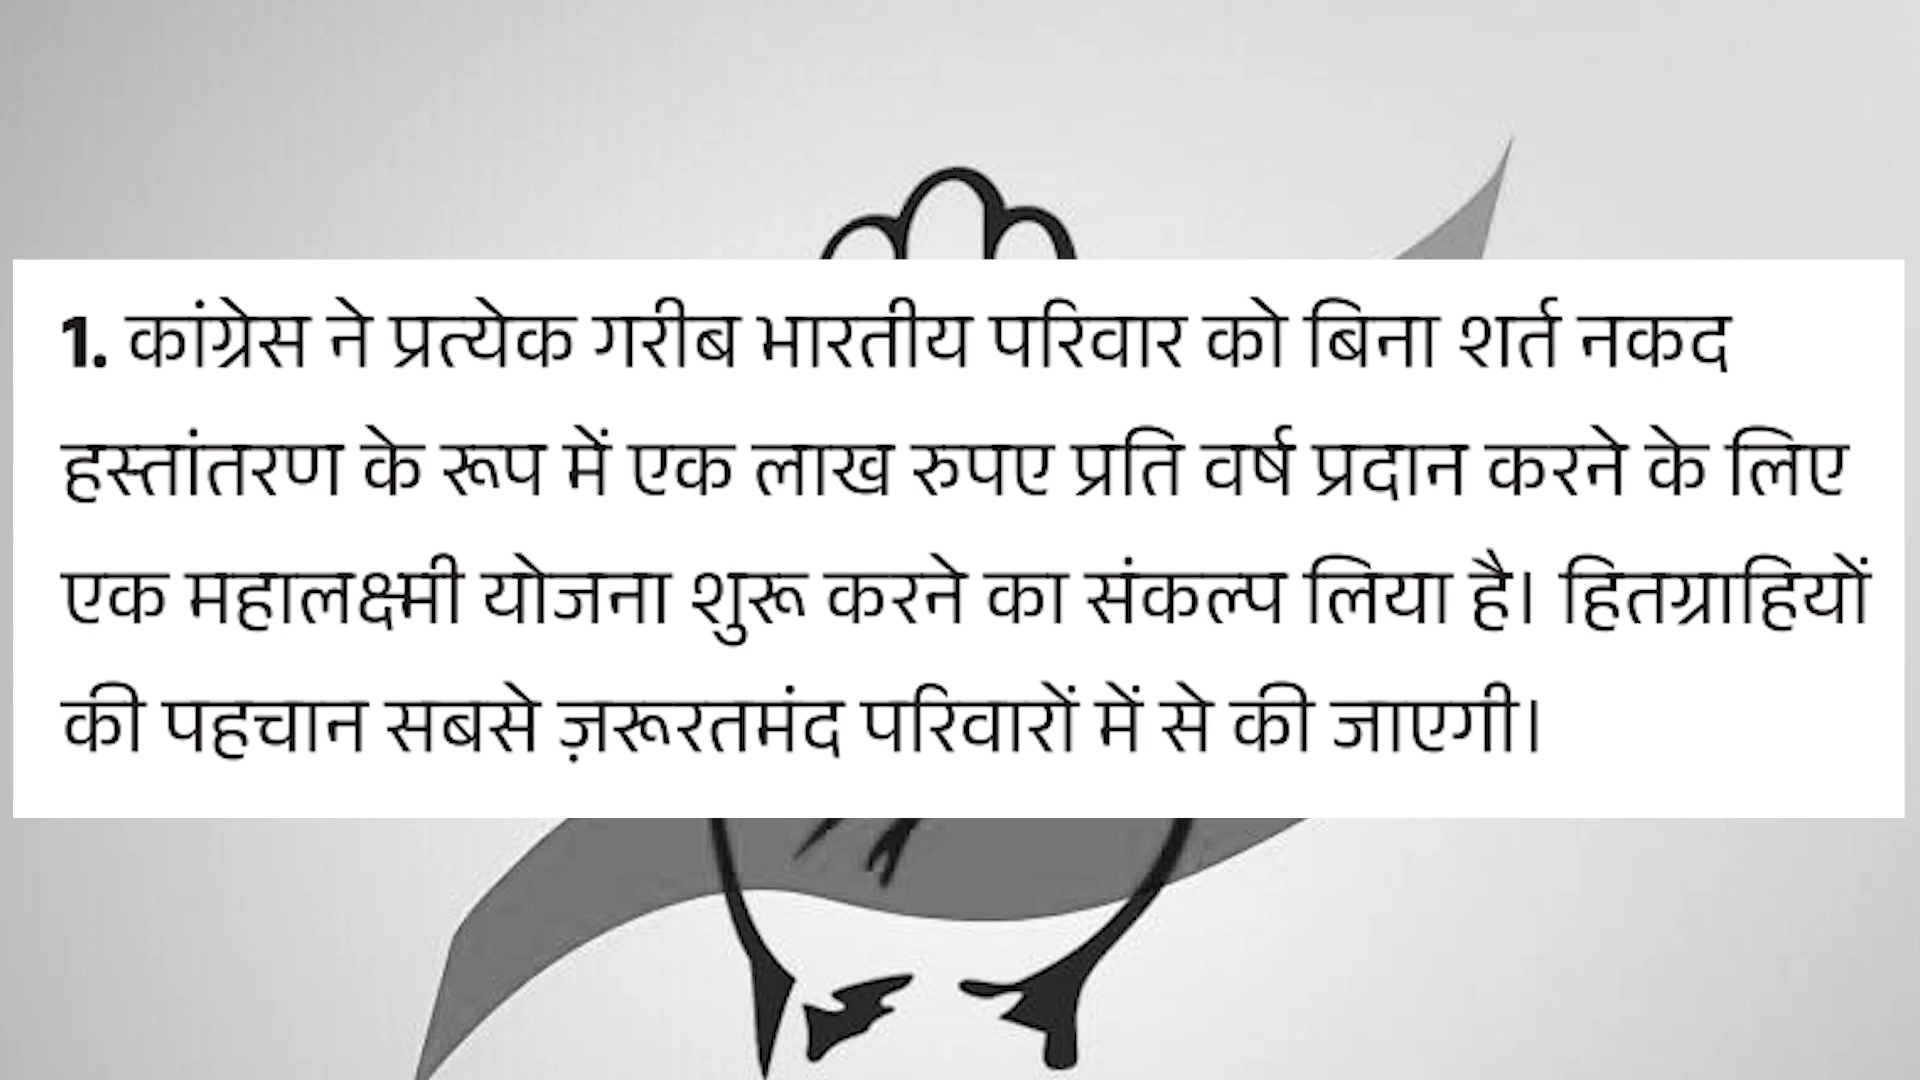 1. कांग्रेस ने प्रत्येक गरीब भारतीय परिवार को बिना शर्त नकद
हस्तांतरण के रूप में एक लाख रुपए प्रति वर्ष प्रदान करने के लिए
एक महालक्ष्मी योजना शुरू करने का संकल्प लिया है। हितग्राहियों
की पहचान सबसे ज़रूरतमंद परिवारों में से की जाएगी।